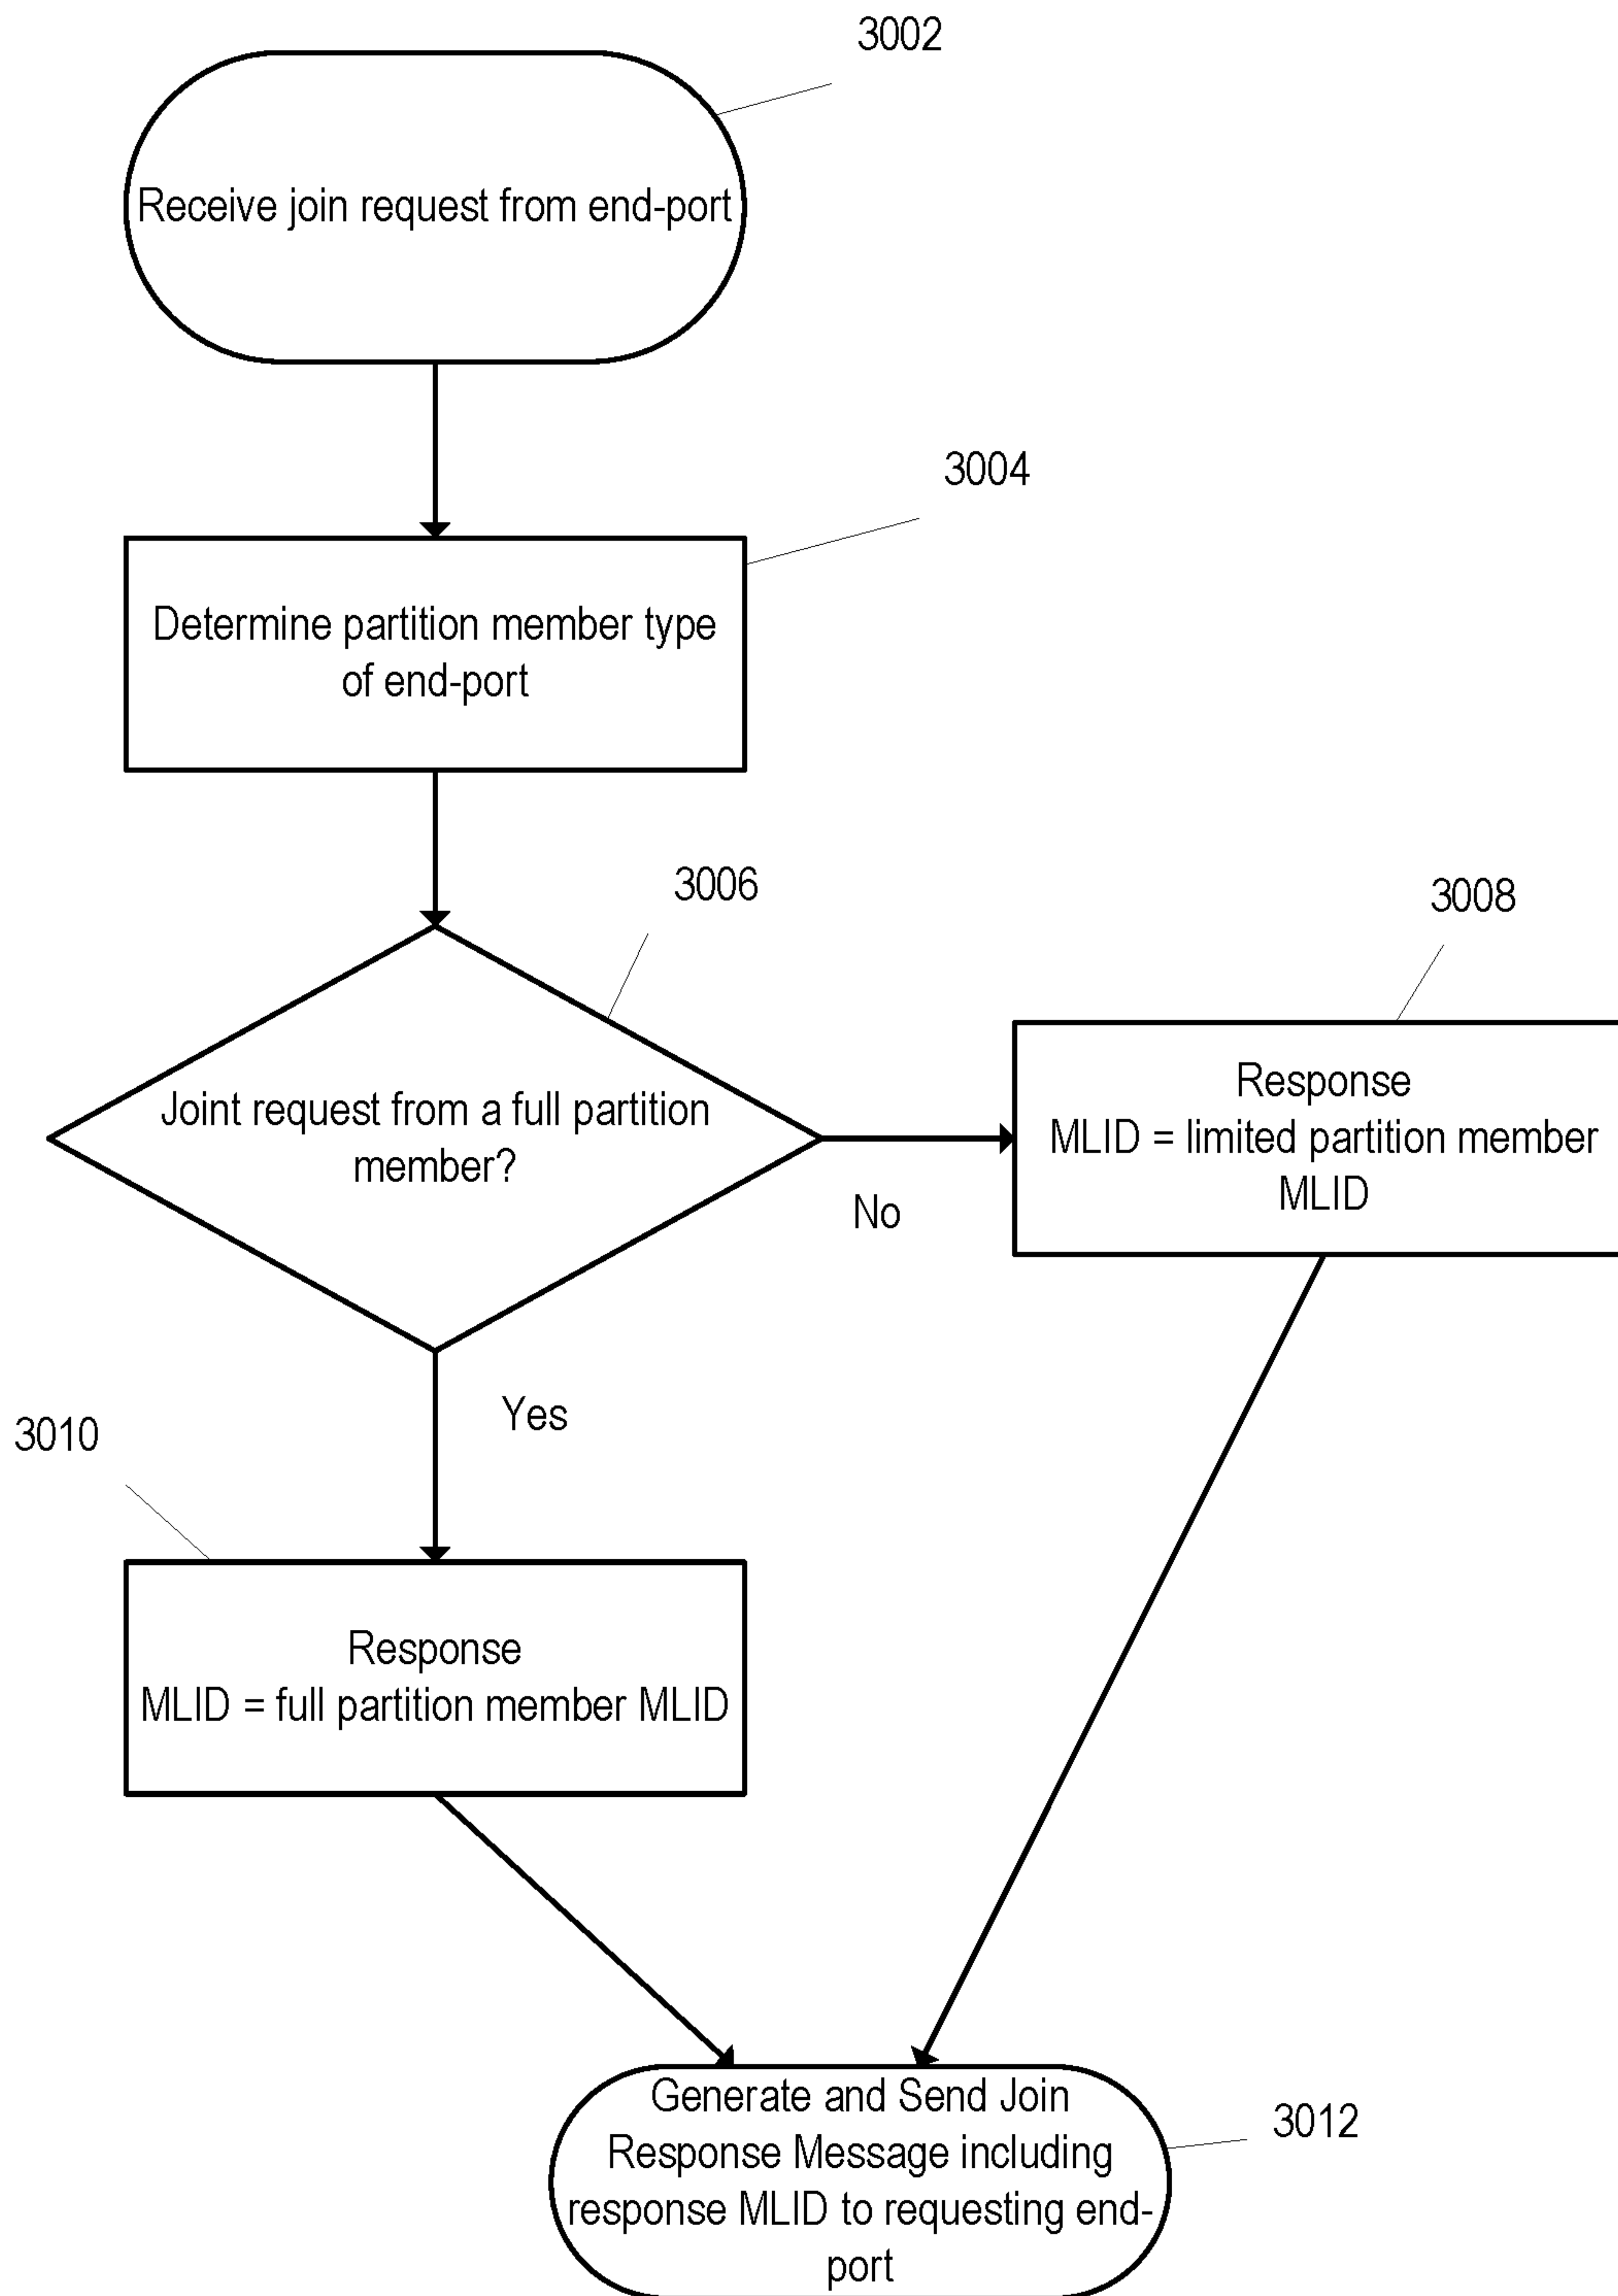 3002
Receive join request from end-port
3004
Determine partition member type
of end-port
3006
3008
Joint request from a full partition
member?
Response
MLID = limited partition member
MLID
No
Yes
3010
Response
MLID = full partition member MLID
3012
Generate and Send Join
Response Message including
response MLID to requesting end-
port